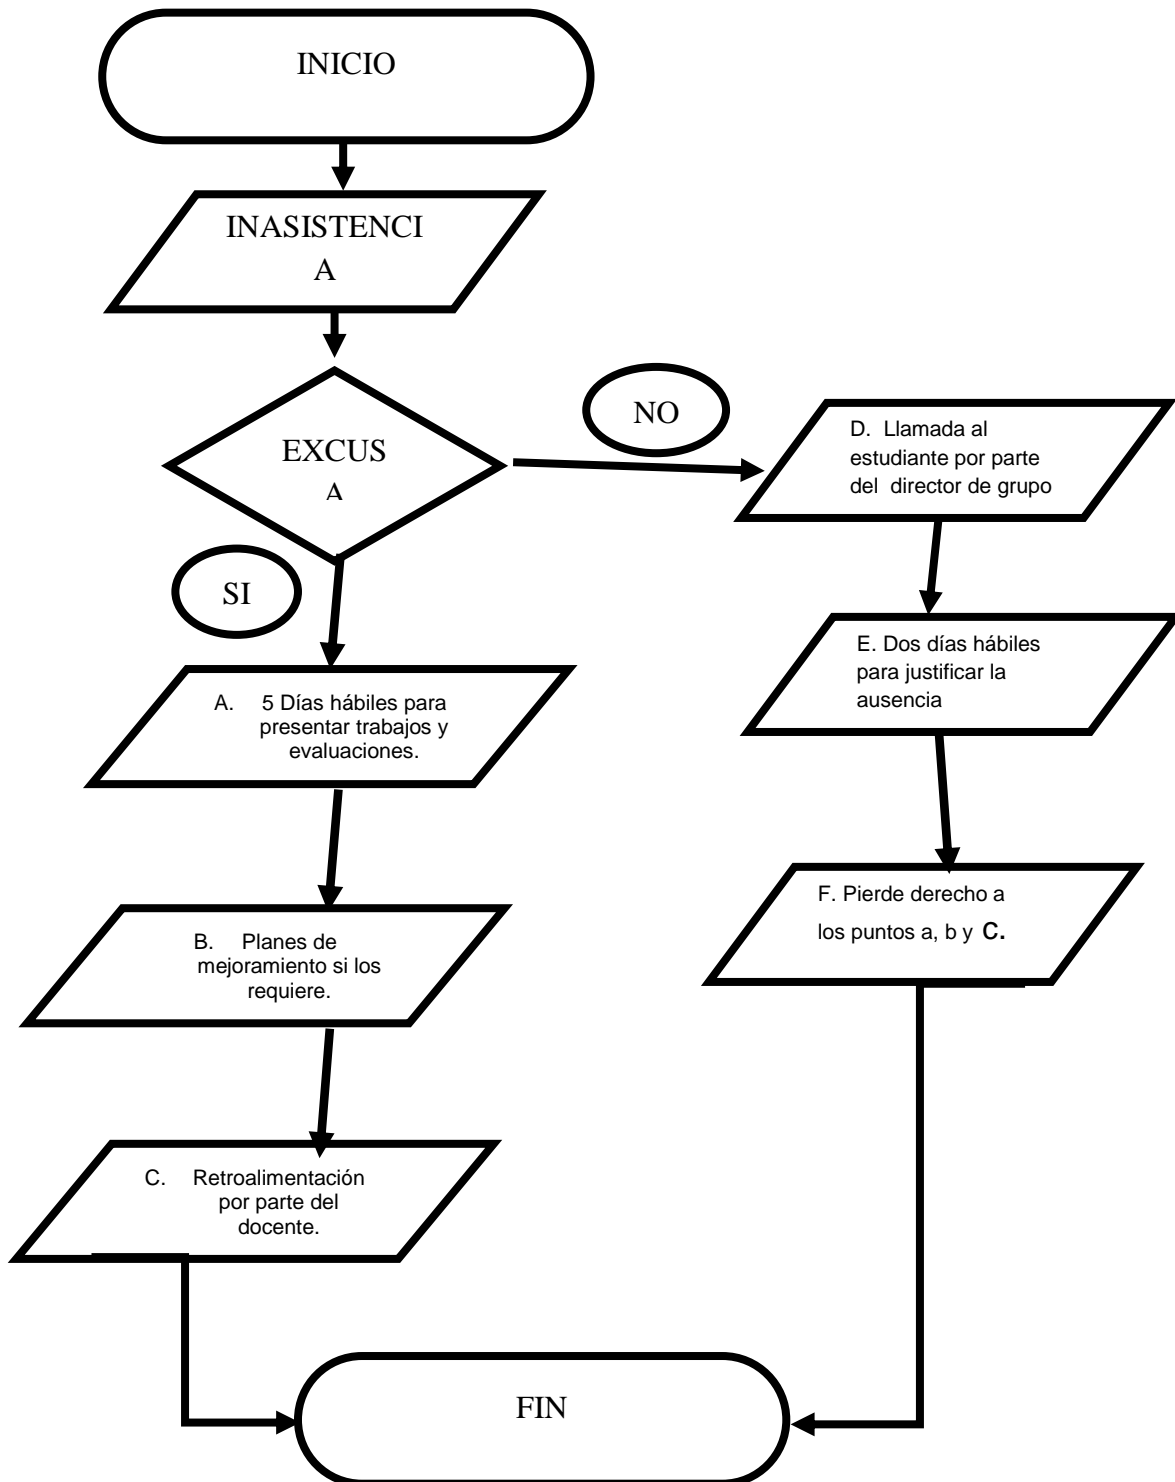 INICIO
INASISTENCI
A
EXCUS
A
NO
SI
A. 5 Días hábiles para
presentar trabajos y
evaluaciones.
B. Planes de
mejoramiento si los
requiere.
C. Retroalimentación
por parte del
docente.
D. Llamada al
estudiante por parte
del director de grupo
E. Dos días hábiles
para justificar la
ausencia
F. Pierde derecho a
los puntos a, b y C.
FIN